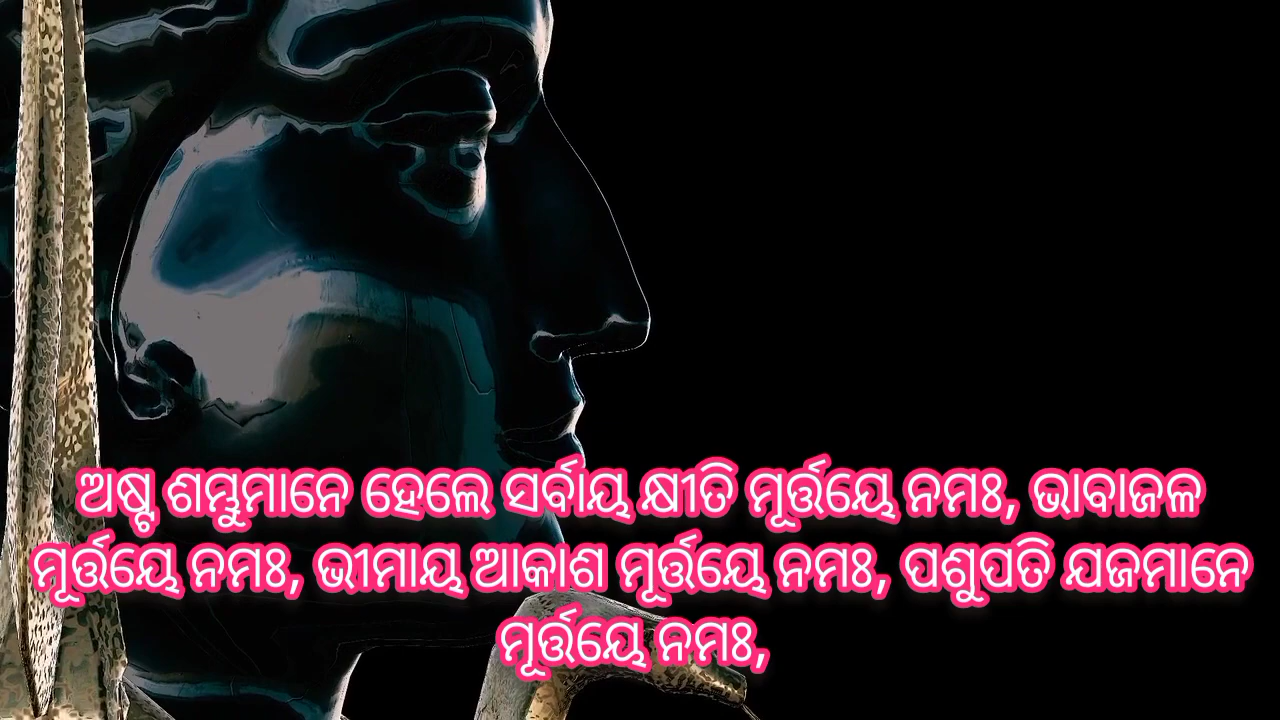 ଅଷ୍ଟ ଶମ୍ଭୁମାନେ ହେଲେ ସର୍ବାୟ କ୍ଷୀତି ମୂର୍ତ୍ତୟେ ନମଃ, ଭାଵାଜଳ
ମୂର୍ତ୍ତୟେ ନମଃ, ଭୀମାୟ ଆକାଶ ମୂର୍ତ୍ତୟେ ନମଃ, ପଶୁପତି ଯଜମାନେ
ମୂର୍ତ୍ତୟେ ନମଃ,